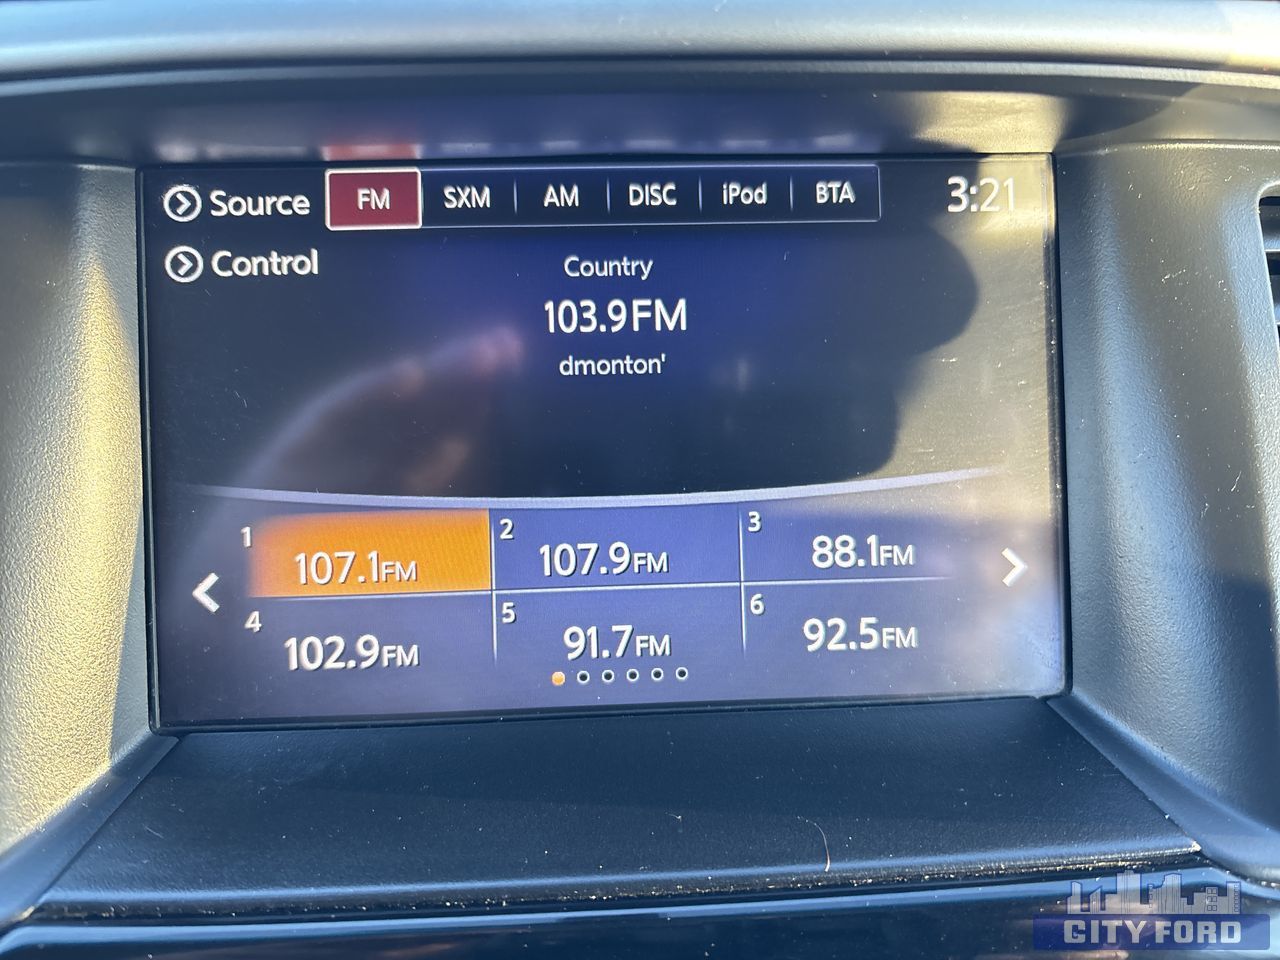 Source FM SXM AM DISC iPod BTA 3:21
Control
Country
103.9FM
dmonton'
1 107.1FM 2 107.9FM 3 88.1FM
4 102.9FM 5 91.7FM 6 92.5FM
CITY FORD